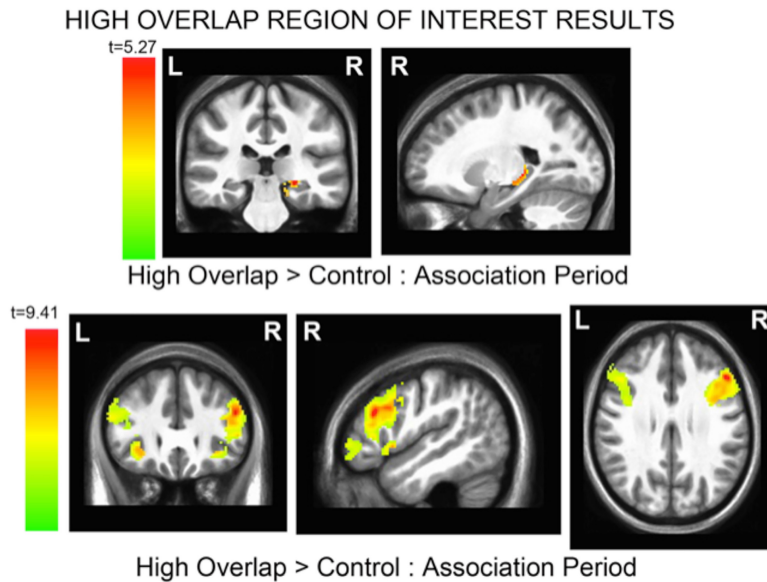 HIGH OVERLAP REGION OF INTEREST RESULTS
t=5.27
L R
R
High Overlap > Control : Association Period
t=9.41
L R
R
L R
High Overlap > Control : Association Period